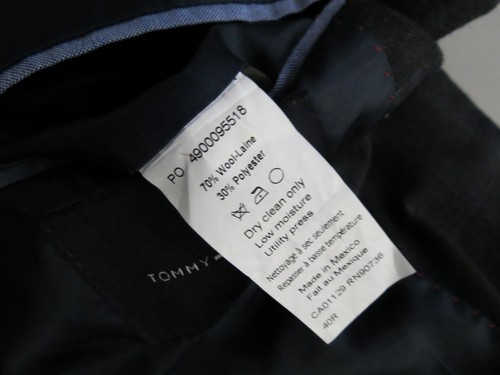 PO 4900095518
70% Wool-Laine
30% Polyester
Dry clean only
Low moisture
Utility press
Nettoyage à sec seulement
Repasser à basse température
Made in Mexico
Fait au Mexique
CA01129 RN90736
40R
TOMMY